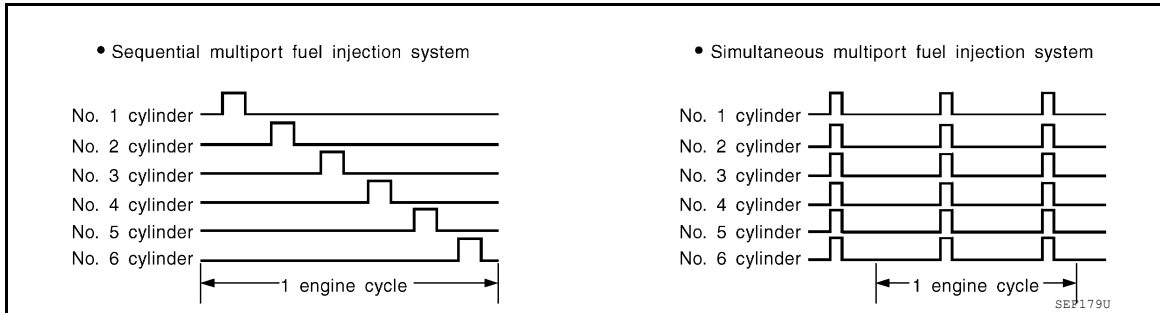 • Sequential multiport fuel injection system
No. 1 cylinder
No. 2 cylinder
No. 3 cylinder
No. 4 cylinder
No. 5 cylinder
No. 6 cylinder
1 engine cycle
• Simultaneous multiport fuel injection system
No. 1 cylinder
No. 2 cylinder
No. 3 cylinder
No. 4 cylinder
No. 5 cylinder
No. 6 cylinder
1 engine cycle
SEF179U